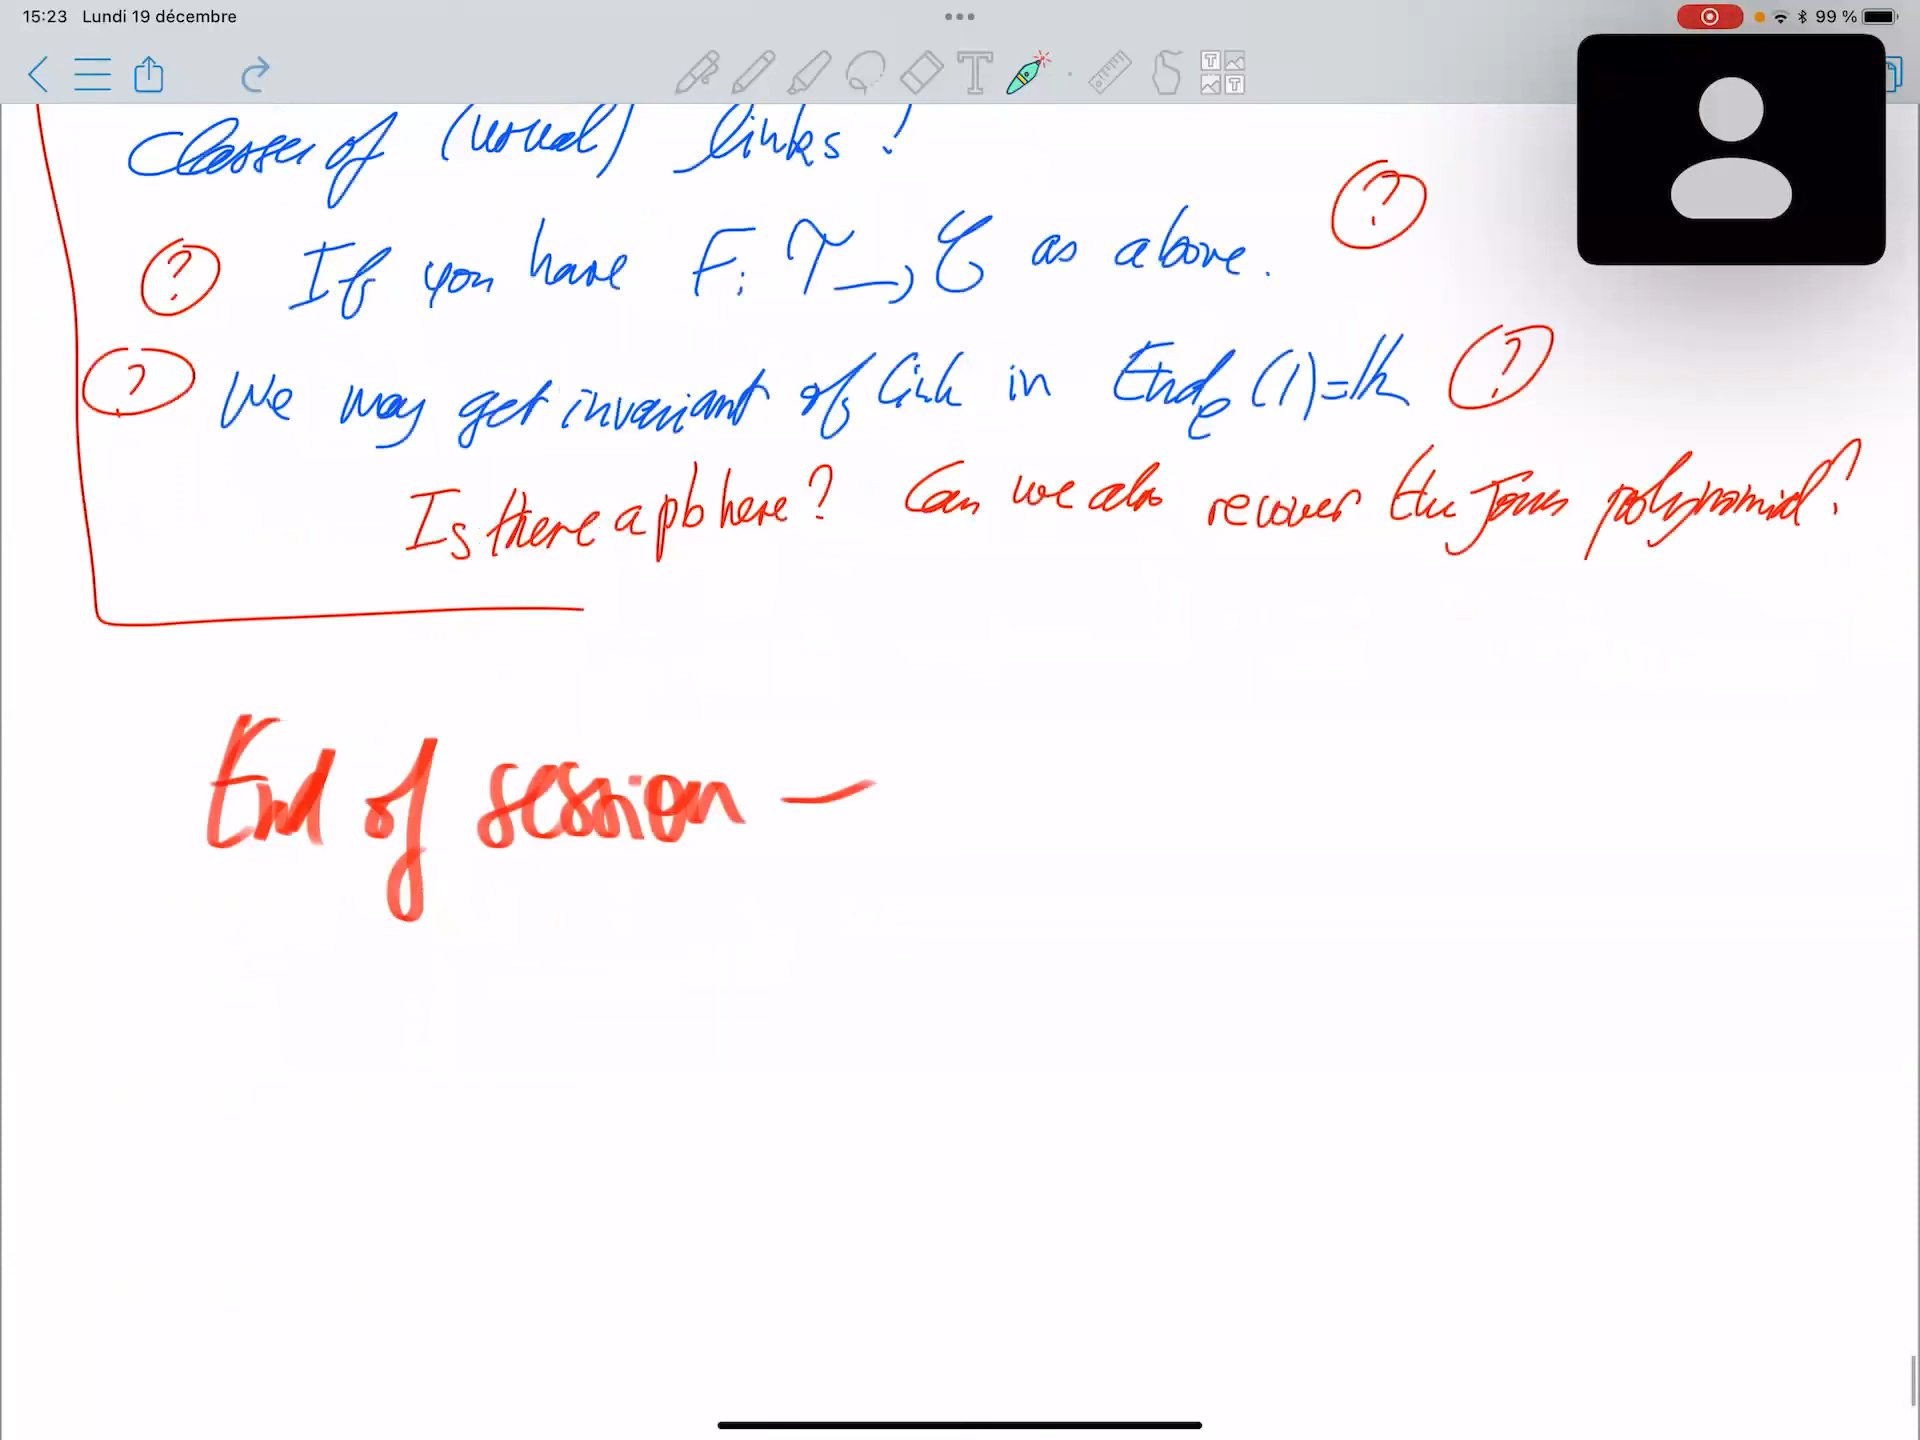 15:23 Lundi 19 décembre
99 %
Classes of (usual) links !
? If you have F: T → C as above. ?
? We may get invariant of link in End_C (1) = k ?
Is there a pb here ? Can we also recover the Jones polynomial ?
End of session —